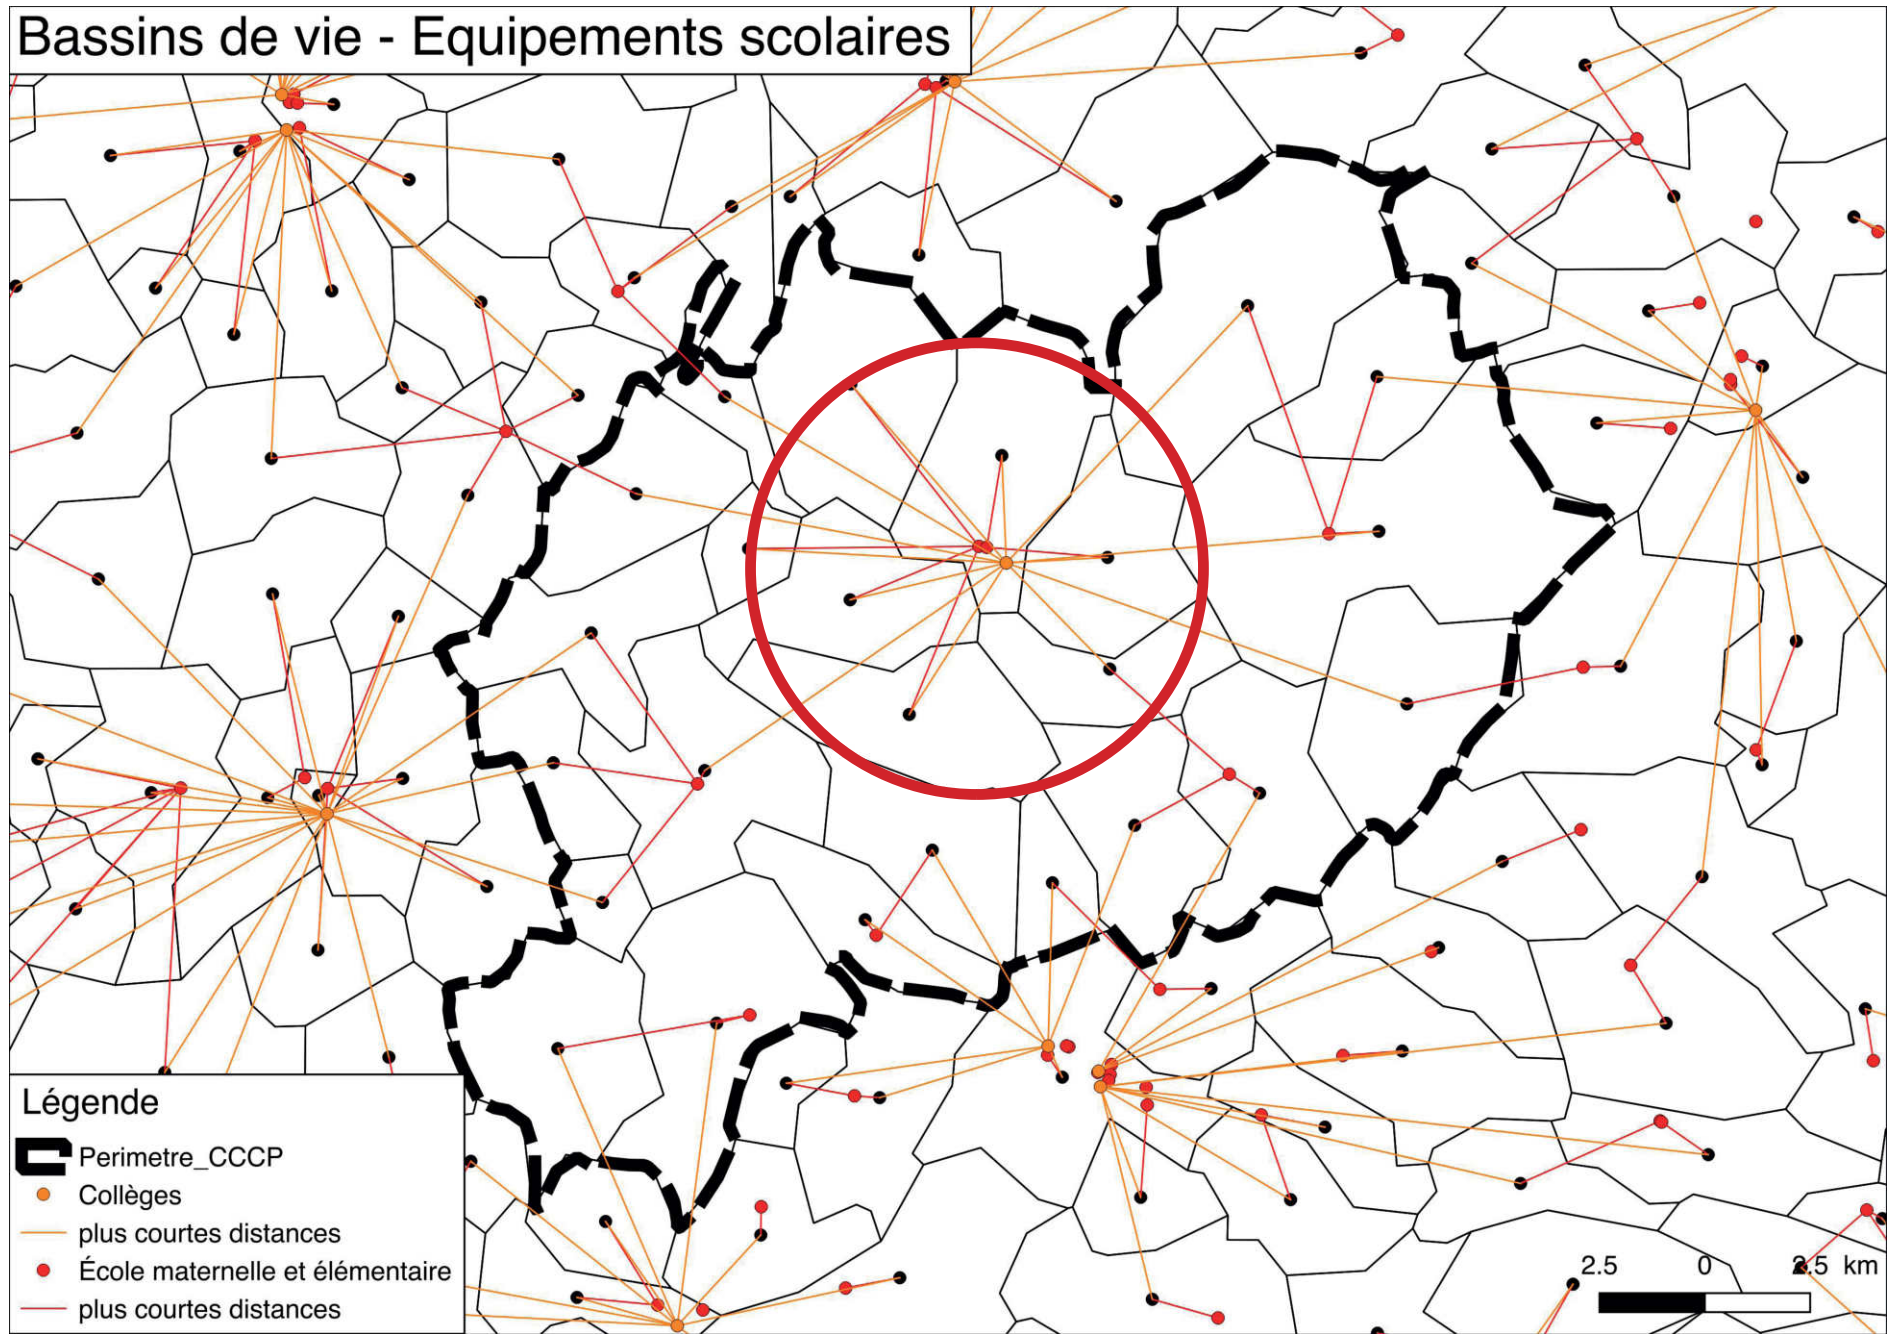 Bassins de vie - Equipements scolaires
Légende
Perimetre_CCCP
Collèges
plus courtes distances
École maternelle et élémentaire
plus courtes distances
2.5 0 2.5 km